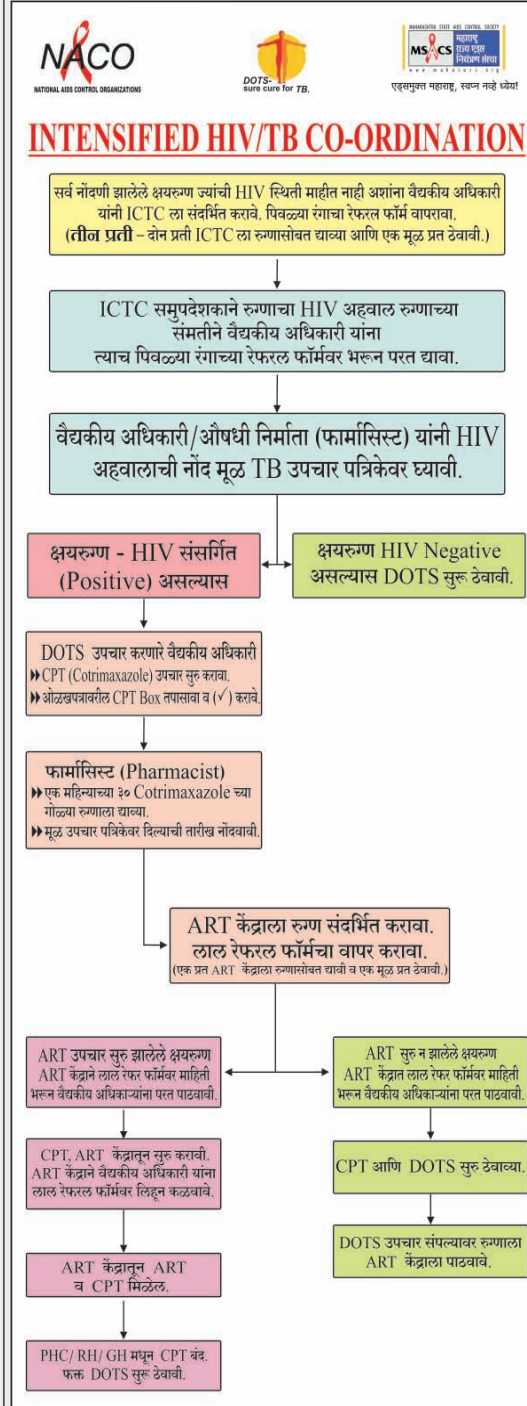 NACO
NATIONAL AIDS CONTROL ORGANIZATIONS
DOTS-
sure cure for TB.
MAHARASHTRA STATE AIDS CONTROL SOCIETY
MSACS
महाराष्ट्र
राज्य एड्स
नियंत्रण संस्था
एड्समुक्त महाराष्ट्र, स्वप्न नव्हे ध्येय!
INTENSIFIED HIV/TB CO-ORDINATION
सर्व नोंदणी झालेले क्षयरुग्ण ज्यांची HIV स्थिती माहीत नाही अशांना वैद्यकीय अधिकारी
यांनी ICTC ला संदर्भित करावे. पिवळ्या रंगाचा रेफरल फॉर्म वापरावा.
(तीन प्रती – दोन प्रती ICTC ला रुग्णासोबत द्याव्या आणि एक मूळ प्रत ठेवावी.)
ICTC समुपदेशकाने रुग्णाचा HIV अहवाल रुग्णाच्या
संमतीने वैद्यकीय अधिकारी यांना
त्याच पिवळ्या रंगाच्या रेफरल फॉर्मवर भरून परत द्यावा.
वैद्यकीय अधिकारी/औषधी निर्माता (फार्मासिस्ट) यांनी HIV
अहवालाची नोंद मूळ TB उपचार पत्रिकेवर घ्यावी.
क्षयरुग्ण - HIV संसर्गित
(Positive) असल्यास
क्षयरुग्ण HIV Negative
असल्यास DOTS सुरू ठेवावी.
DOTS उपचार करणारे वैद्यकीय अधिकारी
CPT (Cotrimaxazole) उपचार सुरु करावा.
ओळखपत्रावरील CPT Box तपासावा व (✓) करावे.
फार्मासिस्ट (Pharmacist)
एक महिन्याच्या ३० Cotrimaxazole च्या
गोळ्या रुग्णाला द्याव्या.
मूळ उपचार पत्रिकेवर दिल्याची तारीख नोंदवावी.
ART केंद्राला रुग्ण संदर्भित करावा.
लाल रेफरल फॉर्मचा वापर करावा.
(एक प्रत ART केंद्राला रुग्णासोबत द्यावी व एक मूळ प्रत ठेवावी.)
ART उपचार सुरु झालेले क्षयरुग्ण
ART केंद्राने लाल रेफर फॉर्मवर माहिती
भरून वैद्यकीय अधिकाऱ्यांना परत पाठवावी.
ART सुरु न झालेले क्षयरुग्ण
ART केंद्रात लाल रेफर फॉर्मवर माहिती
भरून वैद्यकीय अधिकाऱ्यांना परत पाठवावी.
CPT, ART केंद्रातून सुरु करावी.
ART केंद्राने वैद्यकीय अधिकारी यांना
लाल रेफरल फॉर्मवर लिहून कळवावे.
CPT आणि DOTS सुरु ठेवाव्या.
ART केंद्रातून ART
व CPT मिळेल.
DOTS उपचार संपल्यावर रुग्णाला
ART केंद्राला पाठवावे.
PHC/ RH/ GH मधून CPT बंद.
फक्त DOTS सुरू ठेवावी.